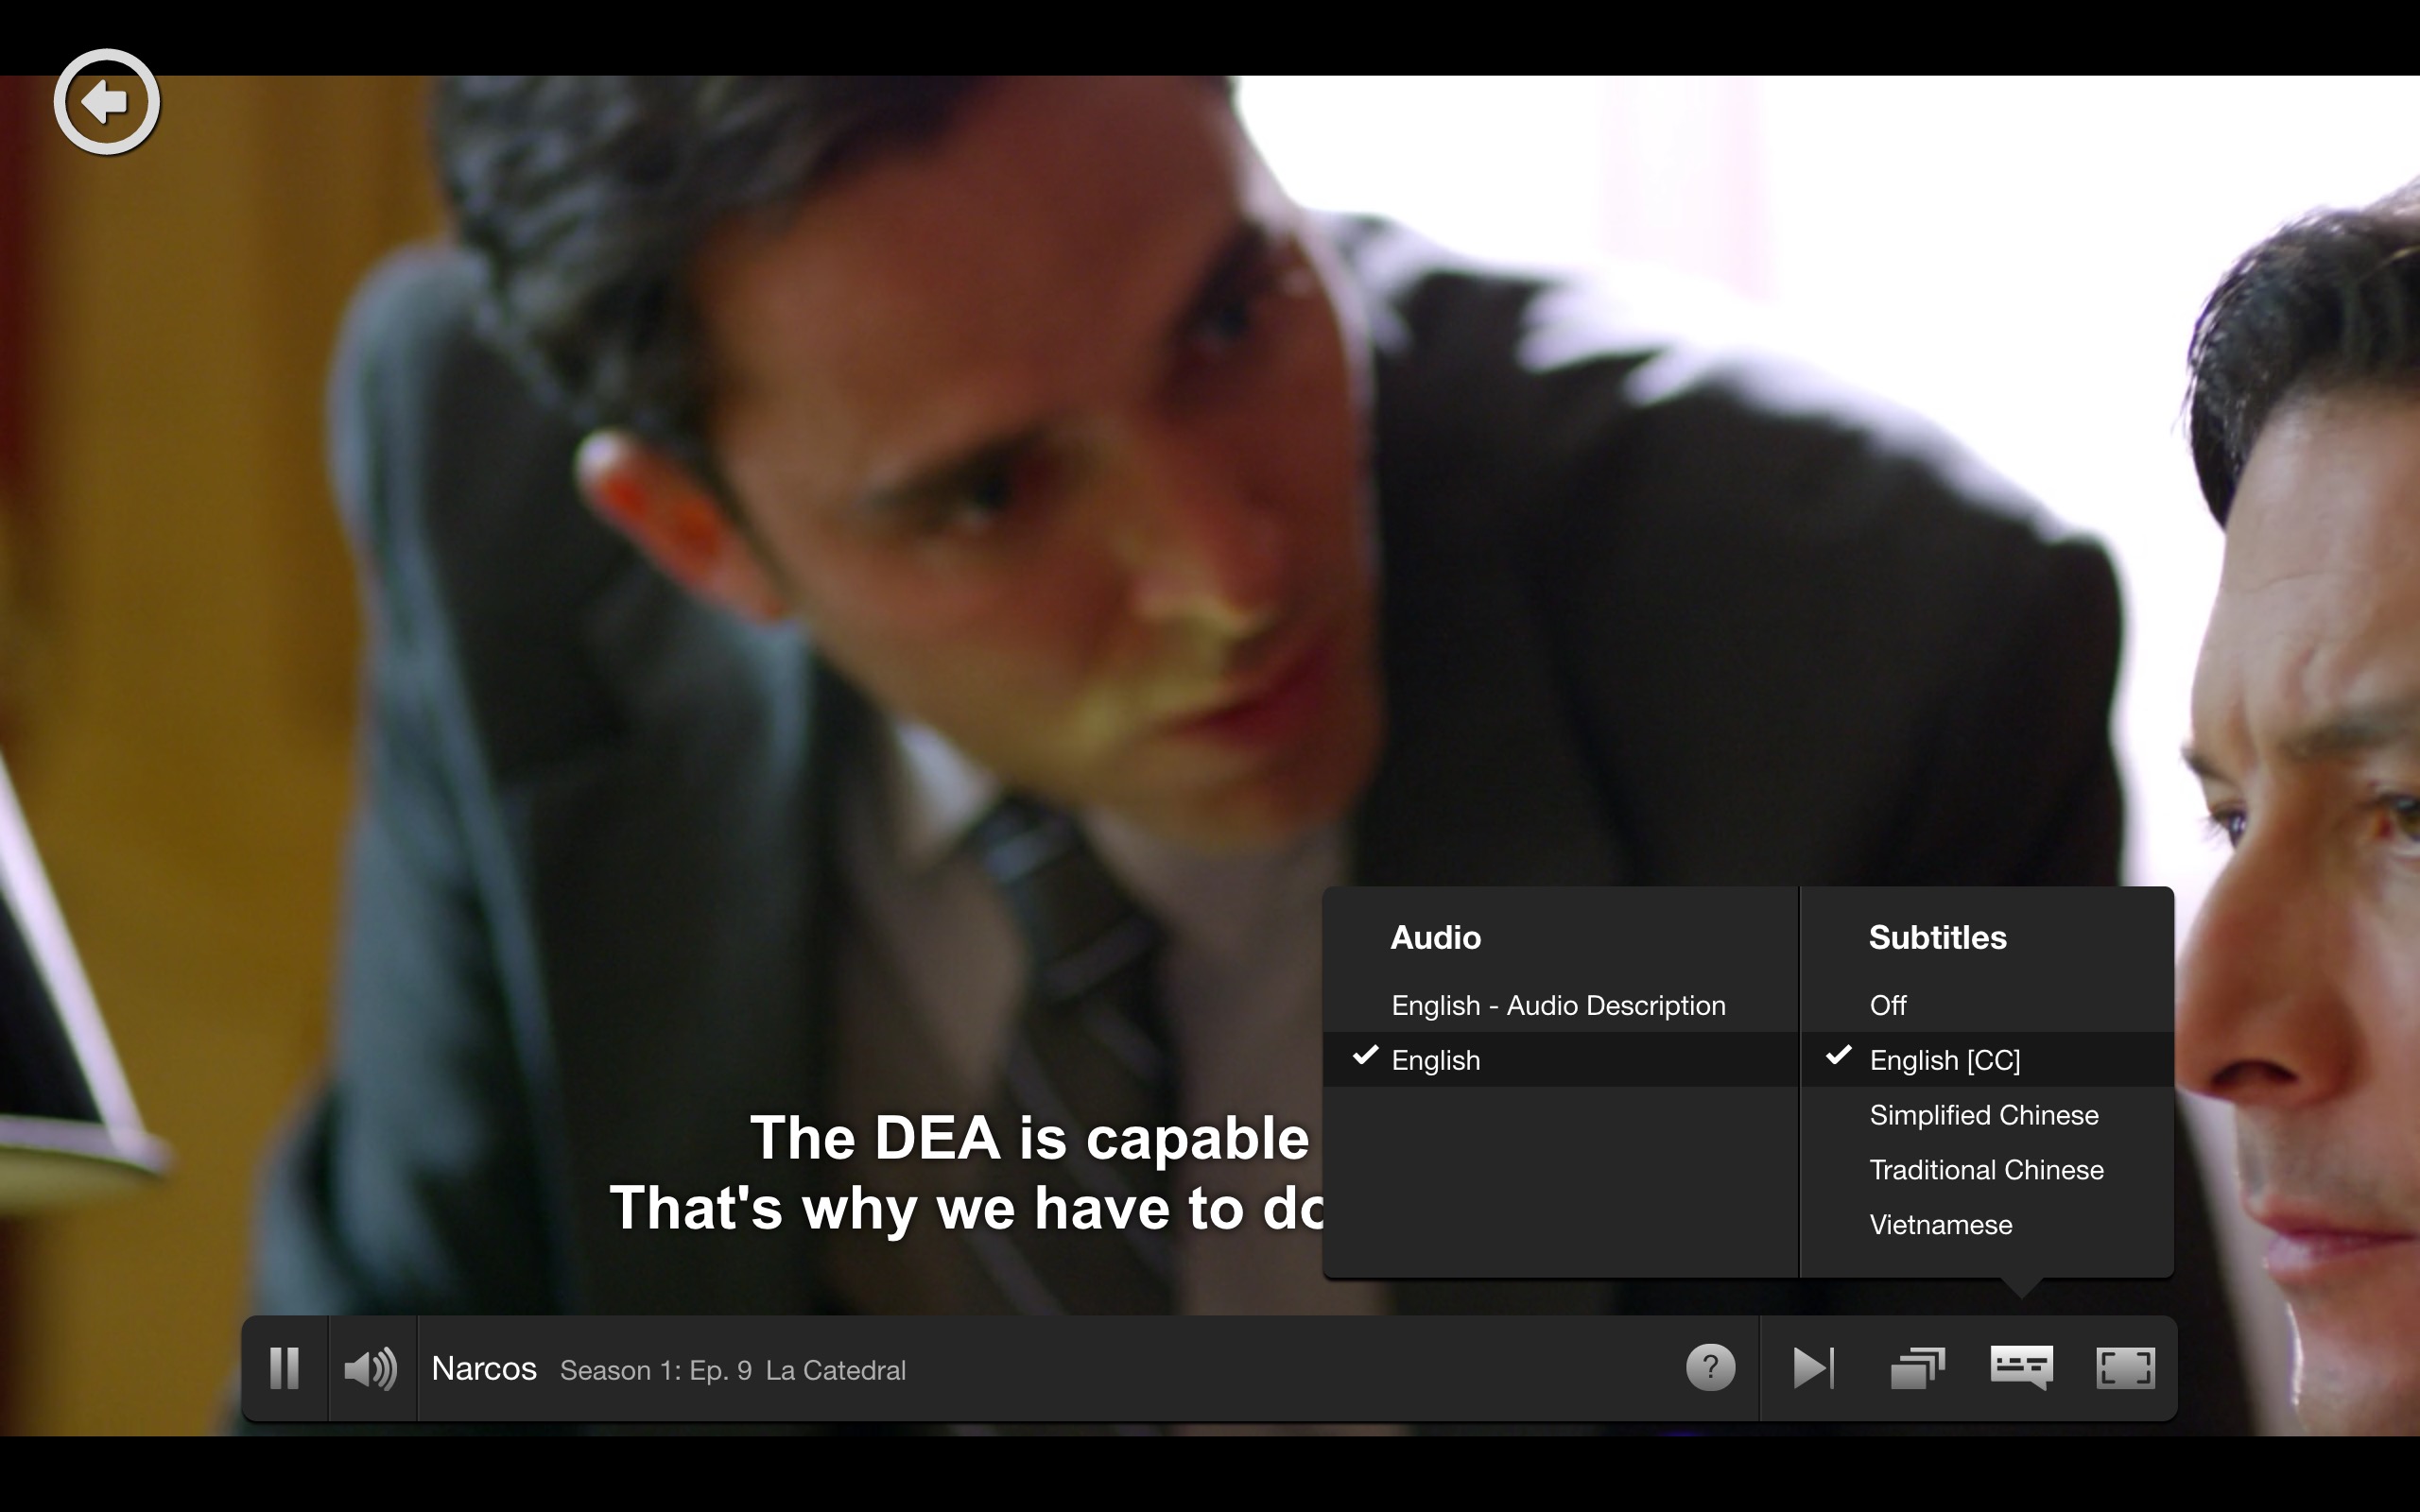 The DEA is capable
That's why we have to do
Audio
English - Audio Description
English
Subtitles
Off
English [CC]
Simplified Chinese
Traditional Chinese
Vietnamese
Narcos Season 1: Ep. 9 La Catedral
?